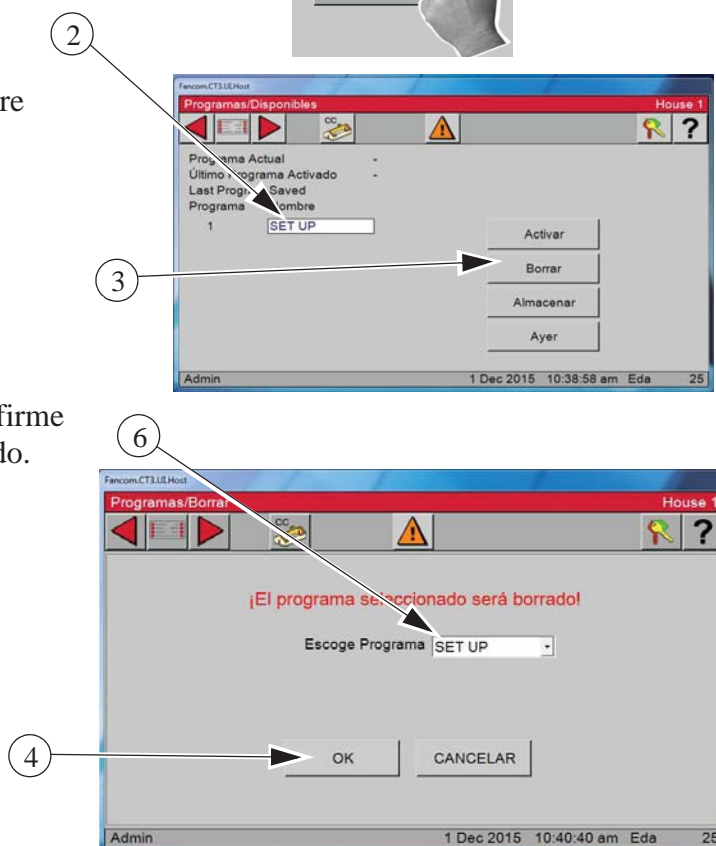 2
re
Fancom.CT3.UI.Host
Programas/Disponibles House 1
CC
?
Programa Actual -
Último Programa Activado -
Last Program Saved
Programa Nombre
1 SET UP
Activar
3
Borrar
Almacenar
Ayer
Admin 1 Dec 2015 10:38:58 am Eda 25
firme
do.
6
Fancom.CT3.UI.Host
Programas/Borrar House 1
CC
?
¡El programa seleccionado será borrado!
Escoge Programa SET UP
4
OK CANCELAR
Admin 1 Dec 2015 10:40:40 am Eda 25